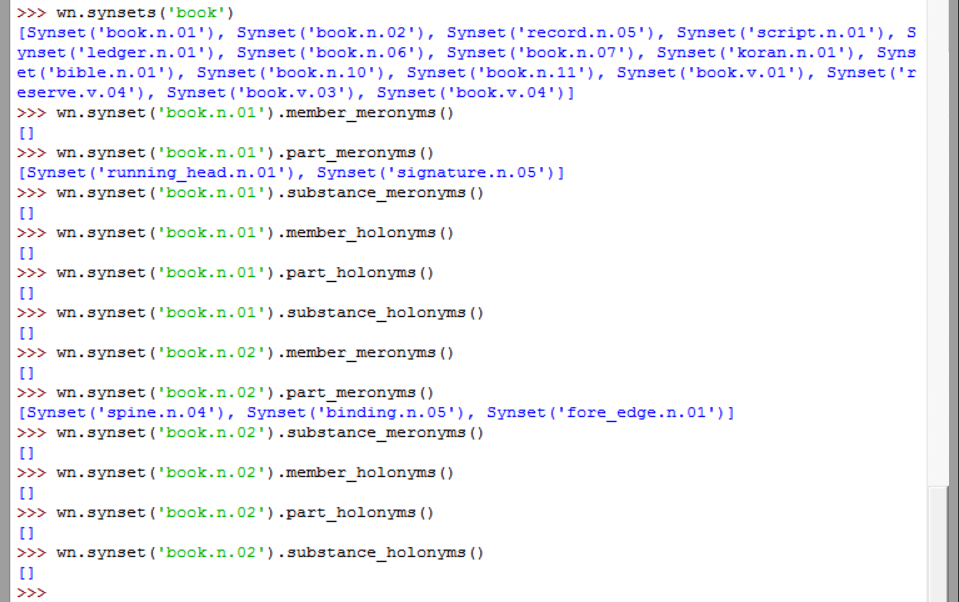 >>> wn.synsets('book')
[Synset('book.n.01'), Synset('book.n.02'), Synset('record.n.05'), Synset('script.n.01'), S
ynset('ledger.n.01'), Synset('book.n.06'), Synset('book.n.07'), Synset('koran.n.01'), Syns
et('bible.n.01'), Synset('book.n.10'), Synset('book.n.11'), Synset('book.v.01'), Synset('r
eserve.v.04'), Synset('book.v.03'), Synset('book.v.04')]
>>> wn.synset('book.n.01').member_meronyms()
[]
>>> wn.synset('book.n.01').part_meronyms()
[Synset('running_head.n.01'), Synset('signature.n.05')]
>>> wn.synset('book.n.01').substance_meronyms()
[]
>>> wn.synset('book.n.01').member_holonyms()
[]
>>> wn.synset('book.n.01').part_holonyms()
[]
>>> wn.synset('book.n.01').substance_holonyms()
[]
>>> wn.synset('book.n.02').member_meronyms()
[]
>>> wn.synset('book.n.02').part_meronyms()
[Synset('spine.n.04'), Synset('binding.n.05'), Synset('fore_edge.n.01')]
>>> wn.synset('book.n.02').substance_meronyms()
[]
>>> wn.synset('book.n.02').member_holonyms()
[]
>>> wn.synset('book.n.02').part_holonyms()
[]
>>> wn.synset('book.n.02').substance_holonyms()
[]
>>>